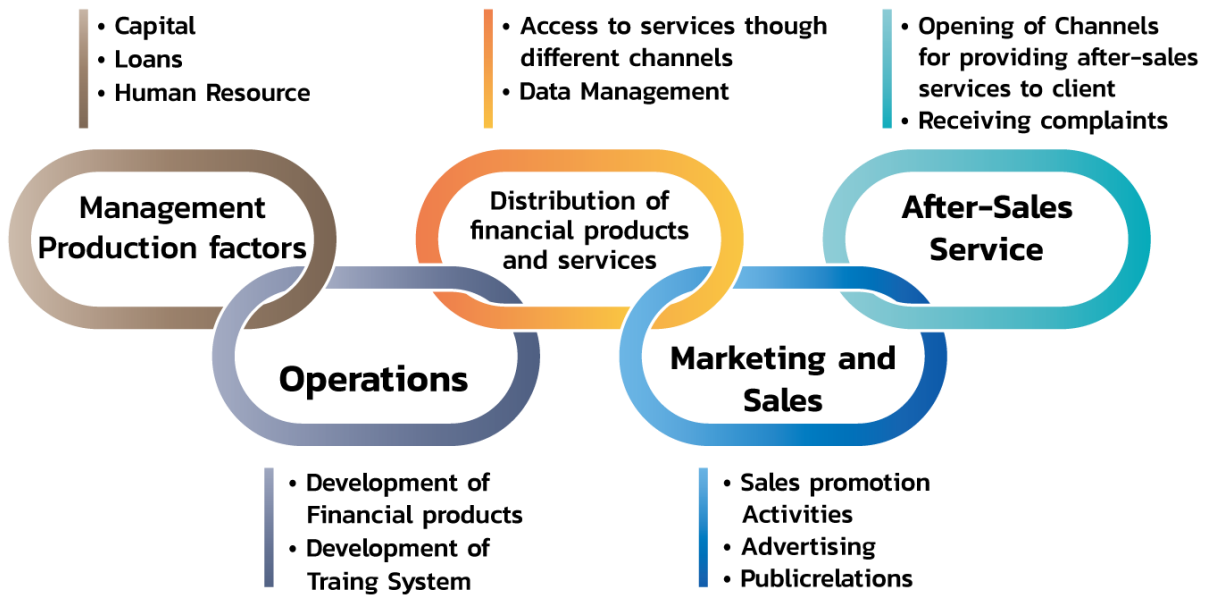 • Capital
• Loans
• Human Resource
Management
Production factors
Operations
• Development of
Financial products
• Development of
Traing System
• Access to services though
different channels
• Data Management
Distribution of
financial products
and services
Marketing and
Sales
• Sales promotion
Activities
• Advertising
• Publicrelations
• Opening of Channels
for providing after-sales
services to client
• Receiving complaints
After-Sales
Service